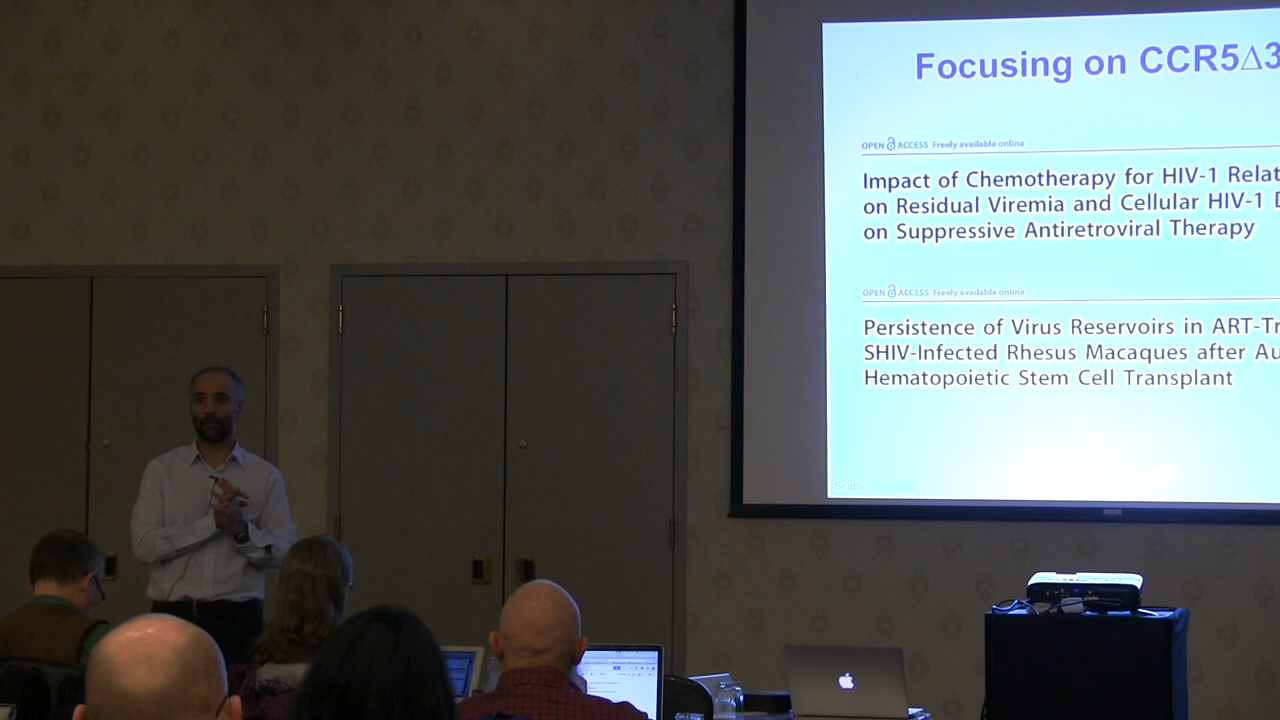 Focusing on CCR5Δ3
OPEN ACCESS Freely available online
Impact of Chemotherapy for HIV-1 Relat
on Residual Viremia and Cellular HIV-1 D
on Suppressive Antiretroviral Therapy
OPEN ACCESS Freely available online
Persistence of Virus Reservoirs in ART-Tr
SHIV-Infected Rhesus Macaques after Au
Hematopoietic Stem Cell Transplant
Seattle